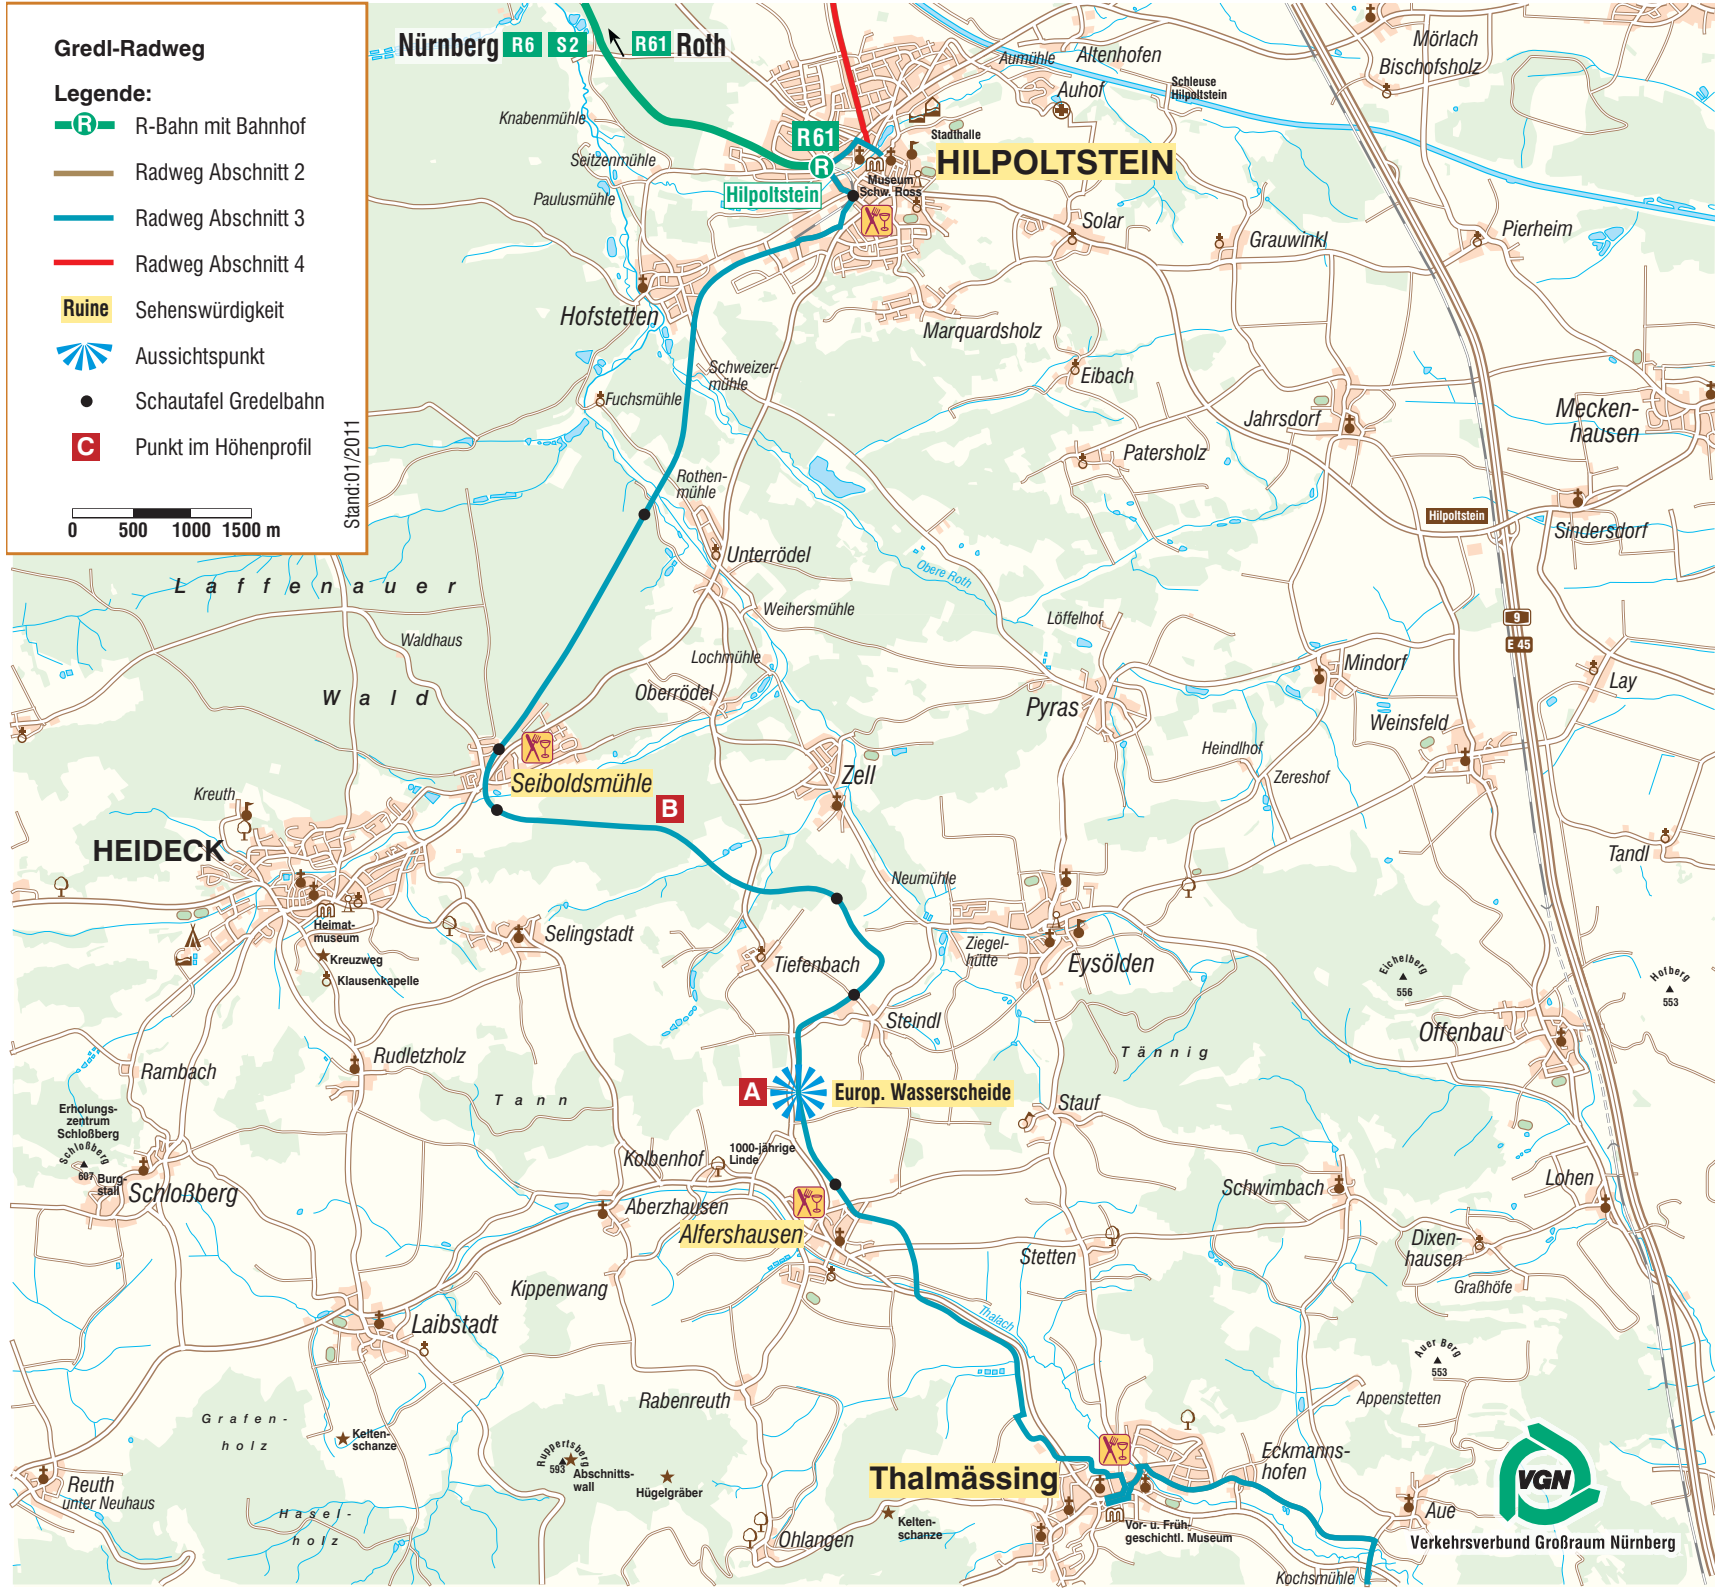 Gredl-Radweg
Legende:
R
R-Bahn mit Bahnhof
Radweg Abschnitt 2
Radweg Abschnitt 3
Radweg Abschnitt 4
Ruine
Sehenswürdigkeit
Aussichtspunkt
Schautafel Gredelbahn
C
Punkt im Höhenprofil
Stand:01/2011
0 500 1000 1500 m
Nürnberg R6 S2
R61 Roth
Aumühle
Altenhofen
Mörlach
Bischofsholz
Auhof
Schleuse
Hilpoltstein
Knabenmühle
R61
Stadthalle
Seitzenmühle
R
HILPOLTSTEIN
Museum
Schw. Ross
Hilpoltstein
Paulusmühle
Solar
Grauwinkl
Pierheim
Hofstetten
Marquardsholz
Schweizer-
mühle
Eibach
Fuchsmühle
Jahrsdorf
Mecken-
hausen
Patersholz
Rothen-
mühle
Hilpoltstein
Sindersdorf
Unterrödel
Obere Roth
Laffenauer
Wald
Waldhaus
Weihersmühle
Löffelhof
9
E 45
Lochmühle
Mindorf
Oberrödel
Lay
Pyras
Weinsfeld
Heindlhof
Zereshof
Zell
Seiboldsmühle
B
Kreuth
HEIDECK
Tandl
Neumühle
Heimat-
museum
Selingstadt
Kreuzweg
Klausenkapelle
Ziegel-
hütte
Tiefenbach
Eysölden
Eichelberg
556
Hofberg
553
Steindl
Offenbau
Tännig
Rudletzholz
Rambach
Tann
A
Europ. Wasserscheide
Stauf
Erholungs-
zentrum
Schloßberg
Schloßberg
607
Burg-
stall
Schloßberg
Kolbenhof
1000-jährige
Linde
Schwimbach
Lohen
Aberzhausen
Alfershausen
Stetten
Dixen-
hausen
Graßhöfe
Kippenwang
Thalach
Laibstadt
Auer Berg
553
Rabenreuth
Appenstetten
Grafen-
holz
Kelten-
schanze
Ruppertsberg
593
Abschnitts-
wall
Hügelgräber
Eckmanns-
hofen
Reuth
unter Neuhaus
Thalmässing
VGN
Hasel-
holz
Kelten-
schanze
Aue
Ohlangen
Vor- u. Früh-
geschichtl. Museum
Verkehrsverbund Großraum Nürnberg
Kochsmühle